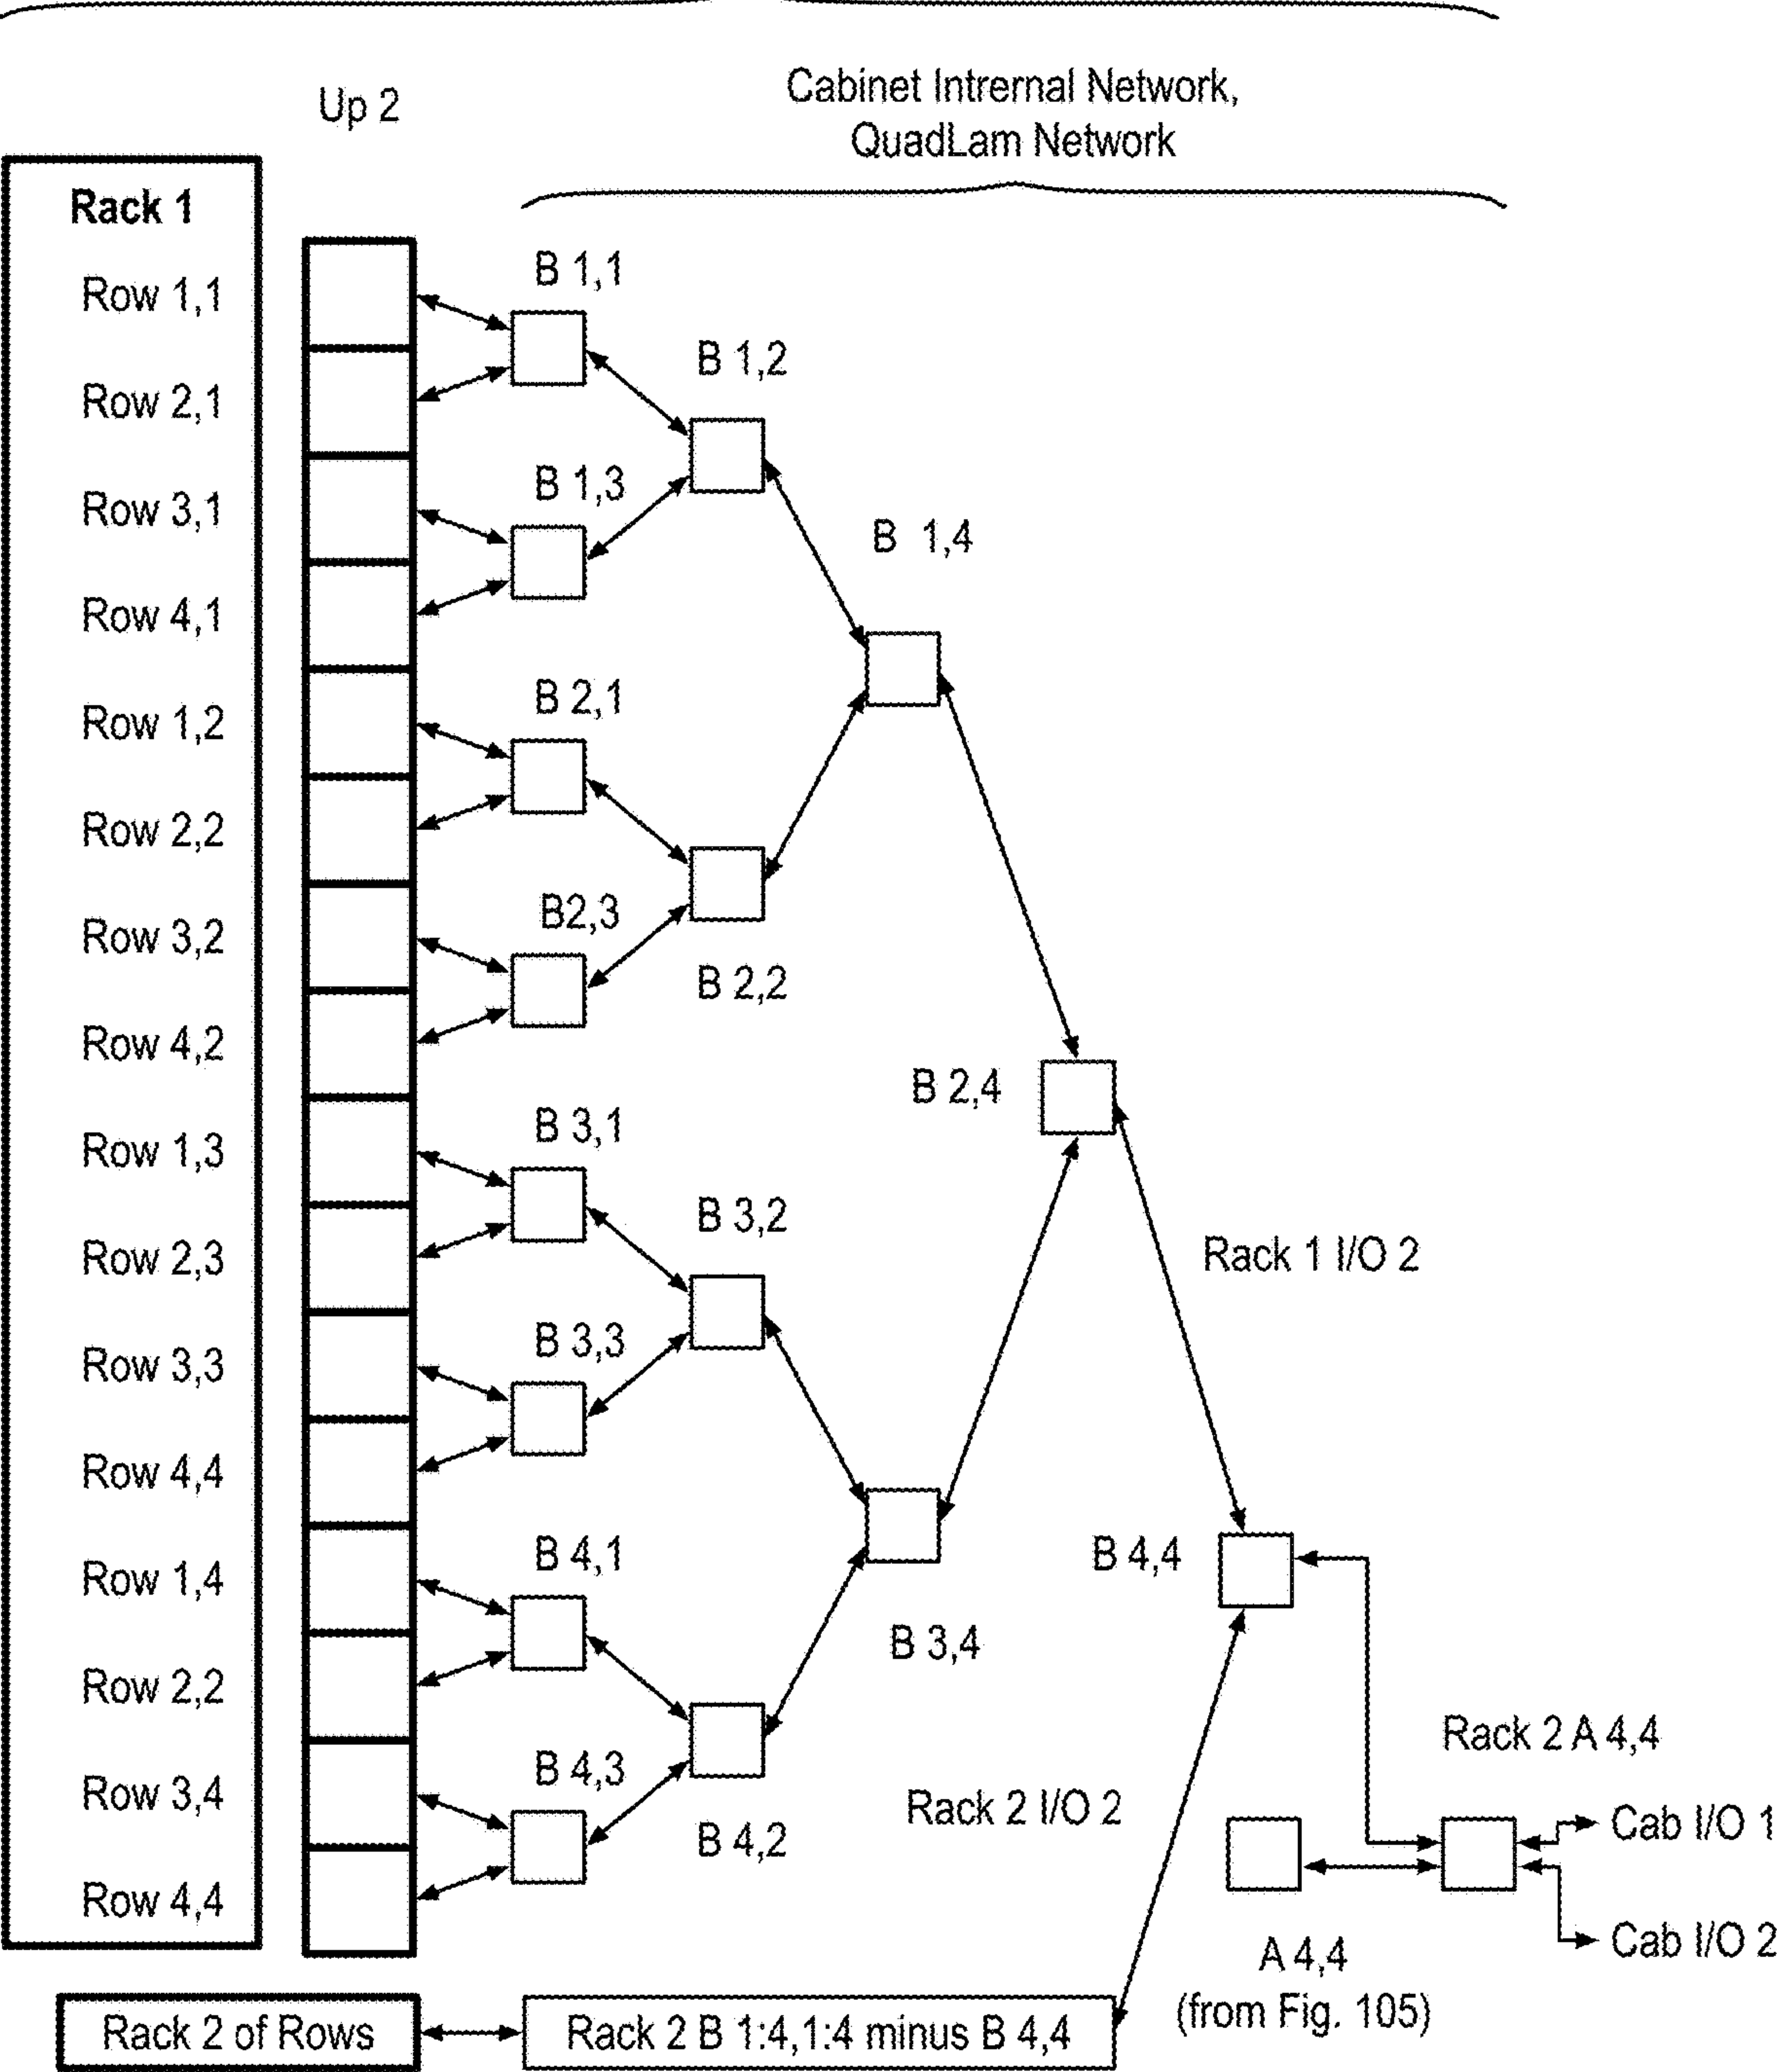 Cabinet Intrernal Network,
QuadLam Network
Up 2
Rack 1
Row 1,1
Row 2,1
Row 3,1
Row 4,1
Row 1,2
Row 2,2
Row 3,2
Row 4,2
Row 1,3
Row 2,3
Row 3,3
Row 4,4
Row 1,4
Row 2,2
Row 3,4
Row 4,4
B 1,1
B 1,2
B 1,3
B 1,4
B 2,1
B2,3
B 2,2
B 2,4
B 3,1
B 3,2
B 3,3
Rack 1 I/O 2
B 4,1
B 4,4
B 3,4
B 4,3
B 4,2
Rack 2 I/O 2
Rack 2 A 4,4
Cab I/O 1
Cab I/O 2
A 4,4
(from Fig. 105)
Rack 2 of Rows
Rack 2 B 1:4,1:4 minus B 4,4